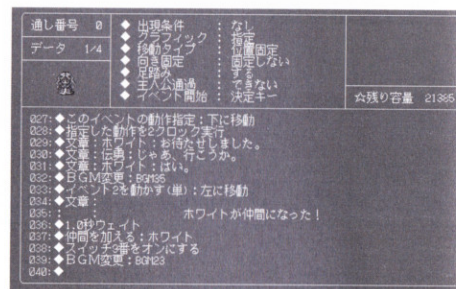 通し番号 0
データ 1/4
◆ 出現条件 : なし
◆ グラフィック : 指定
◆ 移動タイプ : 位置固定
◆ 向き固定 : 固定しない
◆ 足踏み : する
◆ 主人公通過 : できない
◆ イベント開始 : 決定キー
☆残り容量 21385
027:◆このイベントの動作指定:下に移動
028:◆指定した動作を2クロック実行
029:◆文章:ホワイト:お待たせしました。
030:◆文章:伝勇:じゃあ、行こうか。
031:◆文章:ホワイト:はい。
032:◆BGM変更:BGM35
033:◆イベント2を動かす(単):左に移動
034:◆文章:
035: : ホワイトが仲間になった!
036:◆1.0秒ウェイト
037:◆仲間を加える:ホワイト
038:◆スイッチ3番をオンにする
039:◆BGM変更:BGM23
040:◆